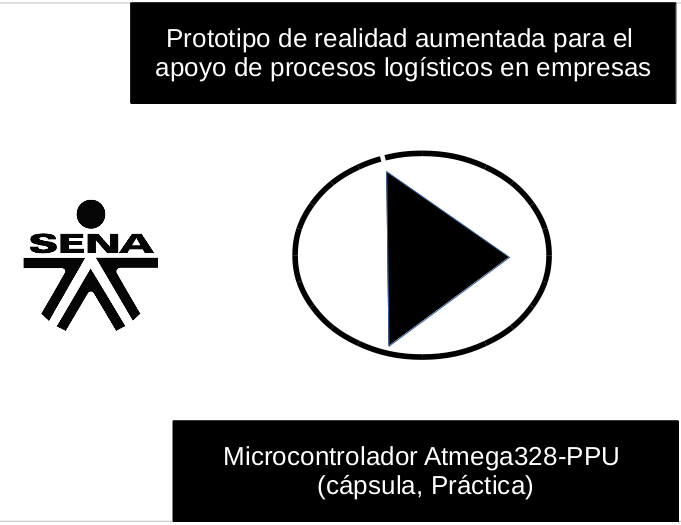 Prototipo de realidad aumentada para el
apoyo de procesos logísticos en empresas
SENA
Microcontrolador Atmega328-PPU
(cápsula, Práctica)